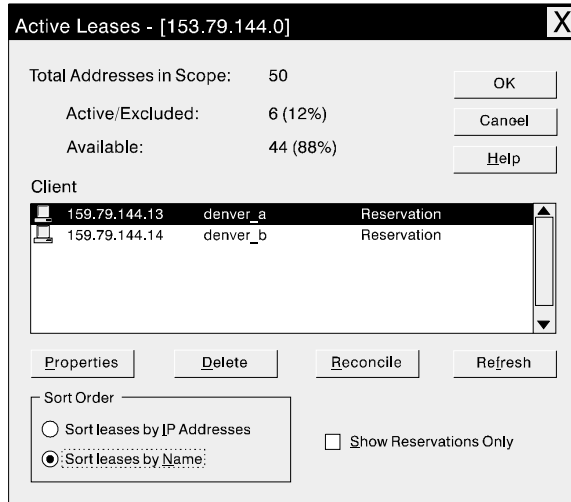 Active Leases - [153.79.144.0] X
Total Addresses in Scope: 50
OK
Active/Excluded: 6 (12%)
Cancel
Available: 44 (88%)
Help
Client
159.79.144.13 denver_a Reservation
159.79.144.14 denver_b Reservation
Properties Delete Reconcile Refresh
Sort Order
Sort leases by IP Addresses
Show Reservations Only
Sort leases by Name